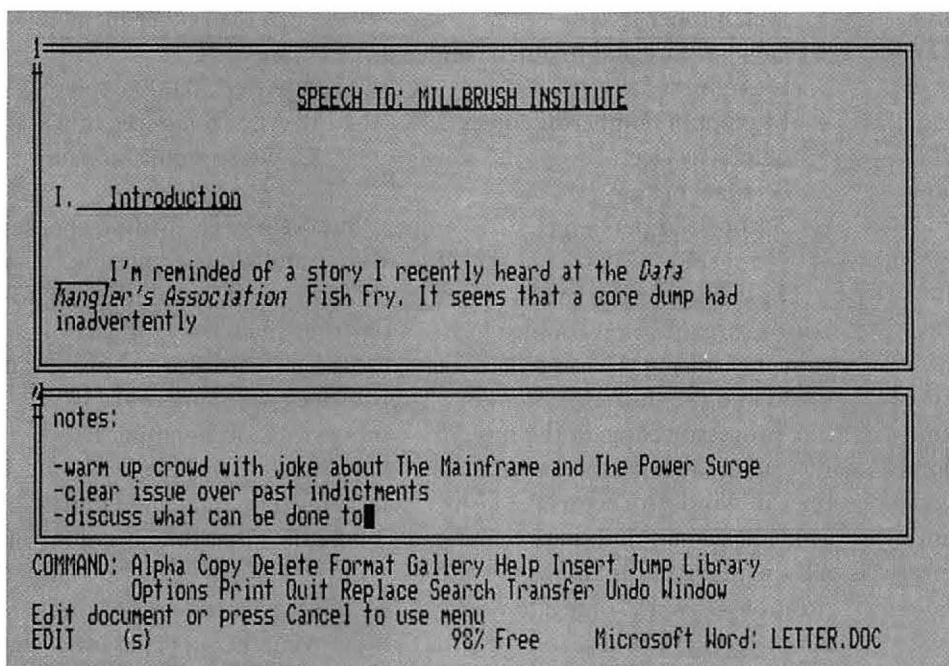 1
SPEECH TO: MILLBRUSH INSTITUTE
I. Introduction
I'm reminded of a story I recently heard at the Data
hangler's Association Fish Fry. It seems that a core dump had
inadvertently
2
notes:
-warm up crowd with joke about The Mainframe and The Power Surge
-clear issue over past indictments
-discuss what can be done to
COMMAND: Alpha Copy Delete Format Gallery Help Insert Jump Library
Options Print Quit Replace Search Transfer Undo Window
Edit document or press Cancel to use menu
EDIT (s) 98% Free Microsoft Word: LETTER.DOC